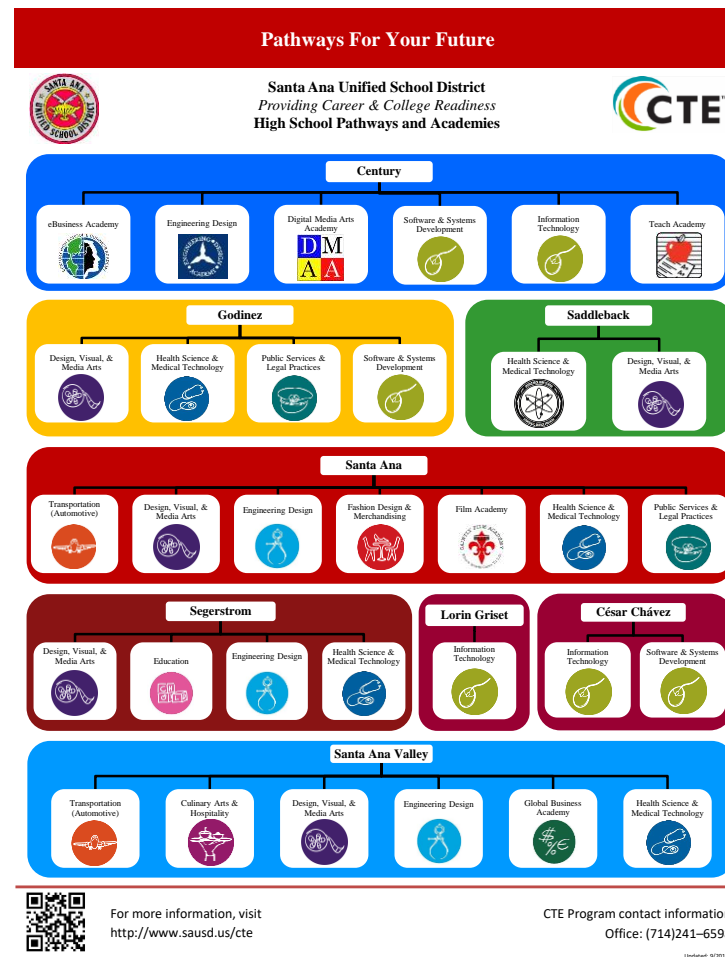 Pathways For Your Future
SANTA ANA
UNIFIED SCHOOL DISTRICT
Santa Ana Unified School District
Providing Career & College Readiness
High School Pathways and Academies
CTE
Century
eBusiness Academy
Engineering Design
Digital Media Arts
Academy
D M
A A
Software & Systems
Development
Information
Technology
Teach Academy
Godinez
Design, Visual, &
Media Arts
Health Science &
Medical Technology
Public Services &
Legal Practices
Software & Systems
Development
Saddleback
Health Science &
Medical Technology
Design, Visual, &
Media Arts
Santa Ana
Transportation
(Automotive)
Design, Visual, &
Media Arts
Engineering Design
Fashion Design &
Merchandising
Film Academy
Health Science &
Medical Technology
Public Services &
Legal Practices
Segerstrom
Design, Visual, &
Media Arts
Education
Engineering Design
Health Science &
Medical Technology
Lorin Griset
Information
Technology
César Chávez
Information
Technology
Software & Systems
Development
Santa Ana Valley
Transportation
(Automotive)
Culinary Arts &
Hospitality
Design, Visual, &
Media Arts
Engineering Design
Global Business
Academy
Health Science &
Medical Technology
For more information, visit
http://www.sausd.us/cte
CTE Program contact information
Office: (714)241–659
Updated: 9/201